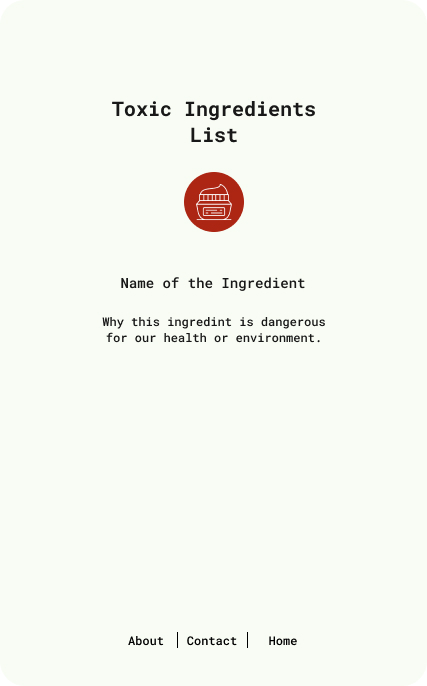 Toxic Ingredients
List
Name of the Ingredient
Why this ingredint is dangerous
for our health or environment.
About | Contact | Home